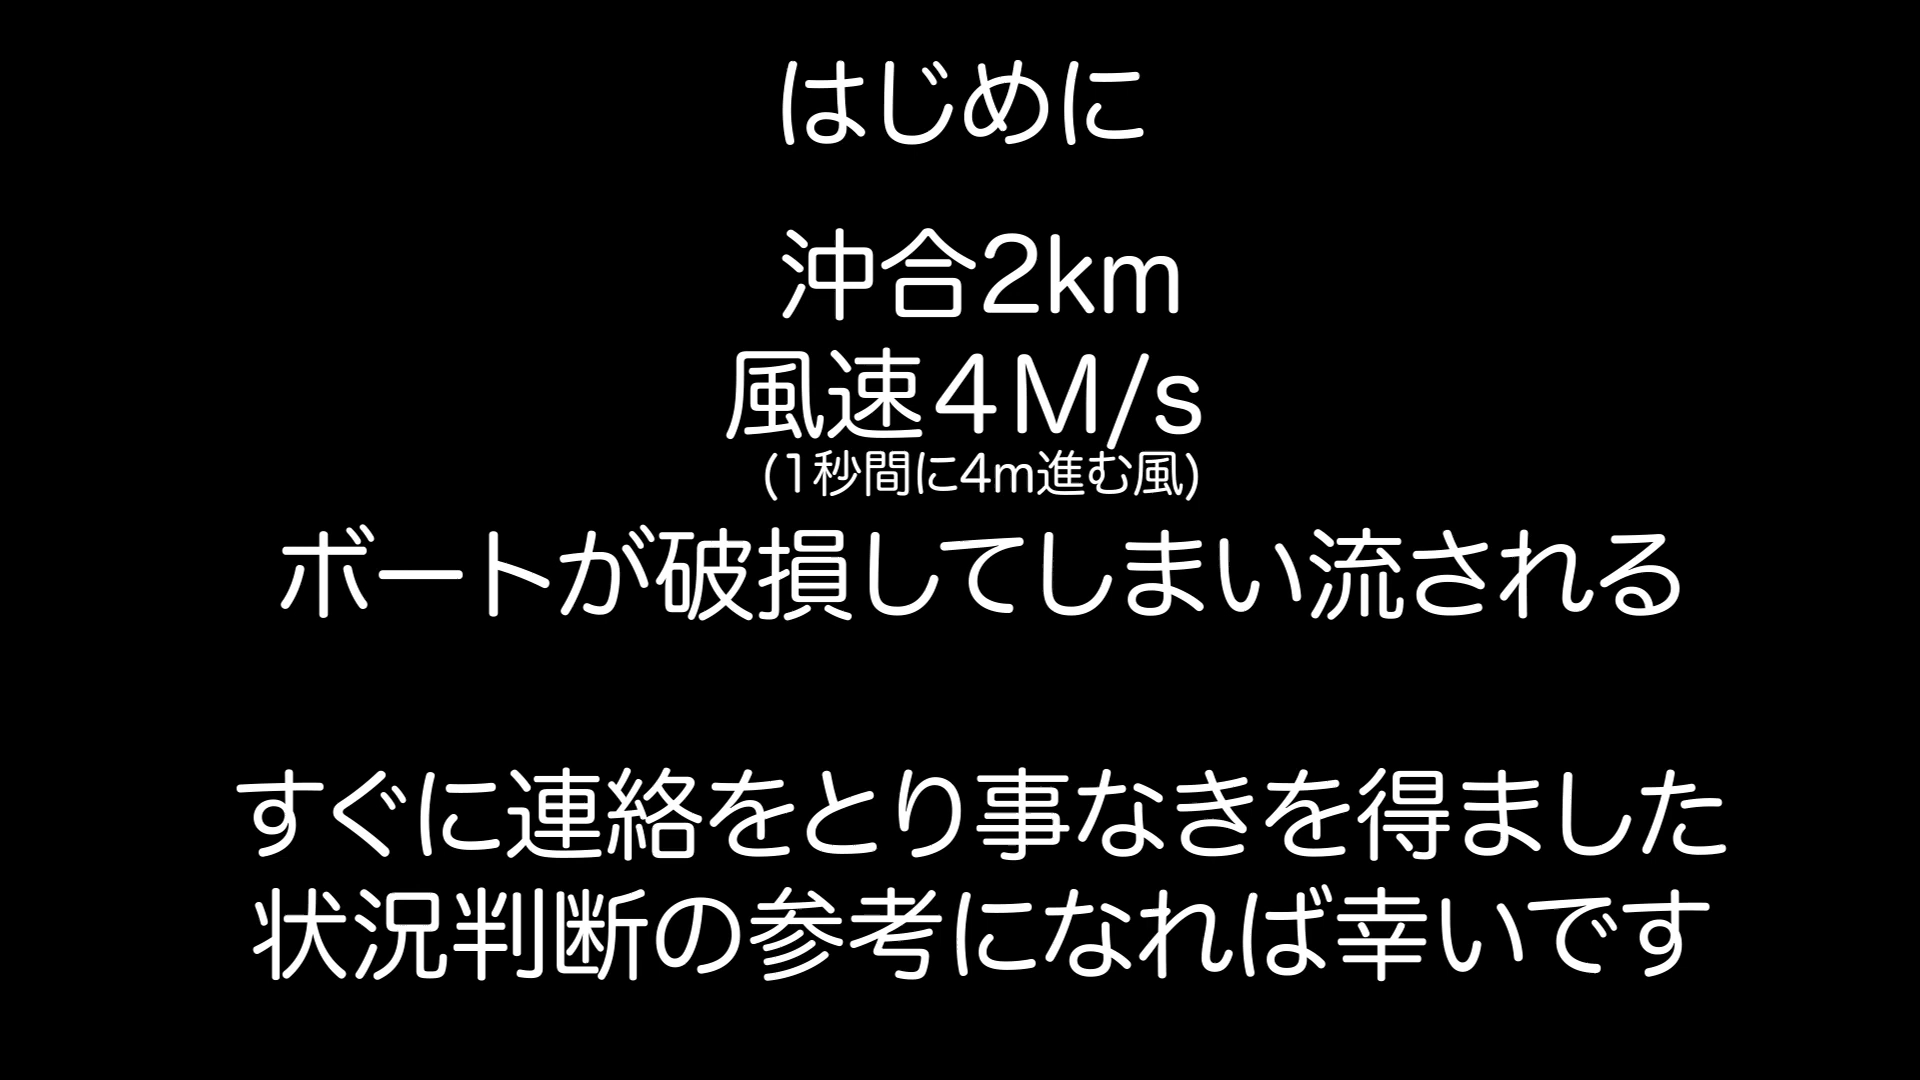 はじめに
沖合2km
風速４Ｍ/s
(1秒間に4m進む風)
ボートが破損してしまい流される
すぐに連絡をとり事なきを得ました
状況判断の参考になれば幸いです